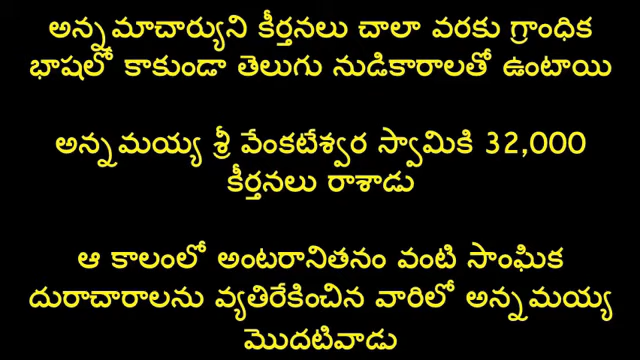 అన్నమాచార్యుని కీర్తనలు చాలా వరకు గ్రాంధిక
భాషలో కాకుండా తెలుగు నుడికారాలతో ఉంటాయి
అన్నమయ్య శ్రీ వేంకటేశ్వర స్వామికి 32,000
కీర్తనలు రాశాడు
ఆ కాలంలో అంటరానితనం వంటి సాంఘిక
దురాచారాలను వ్యతిరేకించిన వారిలో అన్నమయ్య
మొదటివాడు